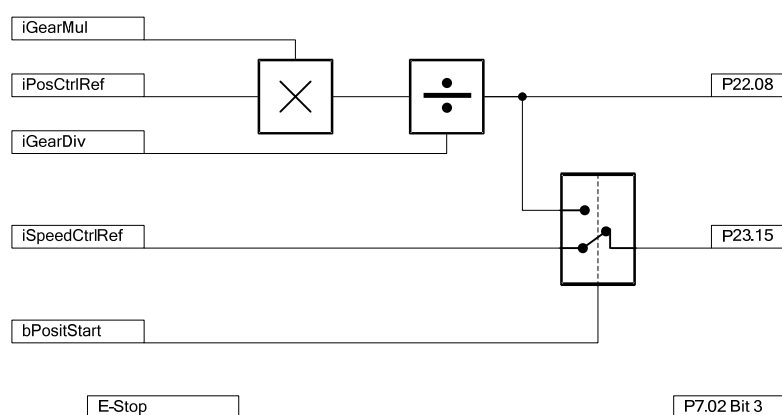 iGearMul
iPosCtrlRef
P22.08
iGearDiv
iSpeedCtrlRef
P23.15
bPositStart
E-Stop
P7.02 Bit 3